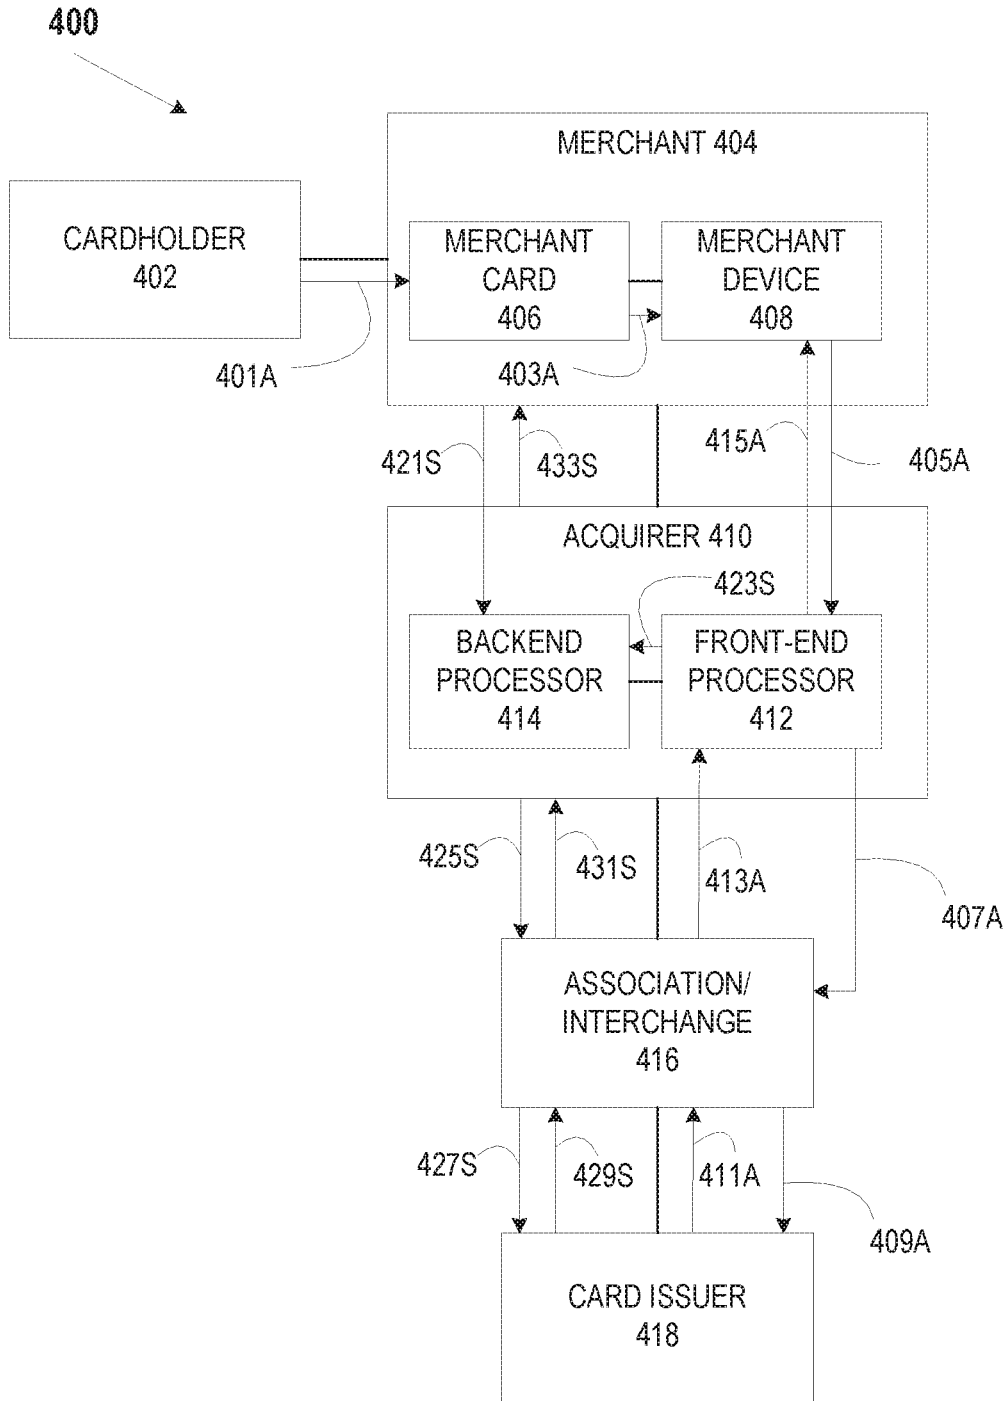 400
MERCHANT 404
CARDHOLDER
402
MERCHANT
CARD
406
MERCHANT
DEVICE
408
401A
403A
421S
433S
415A
405A
ACQUIRER 410
423S
BACKEND
PROCESSOR
414
FRONT-END
PROCESSOR
412
425S
431S
413A
407A
ASSOCIATION/
INTERCHANGE
416
427S
429S
411A
409A
CARD ISSUER
418